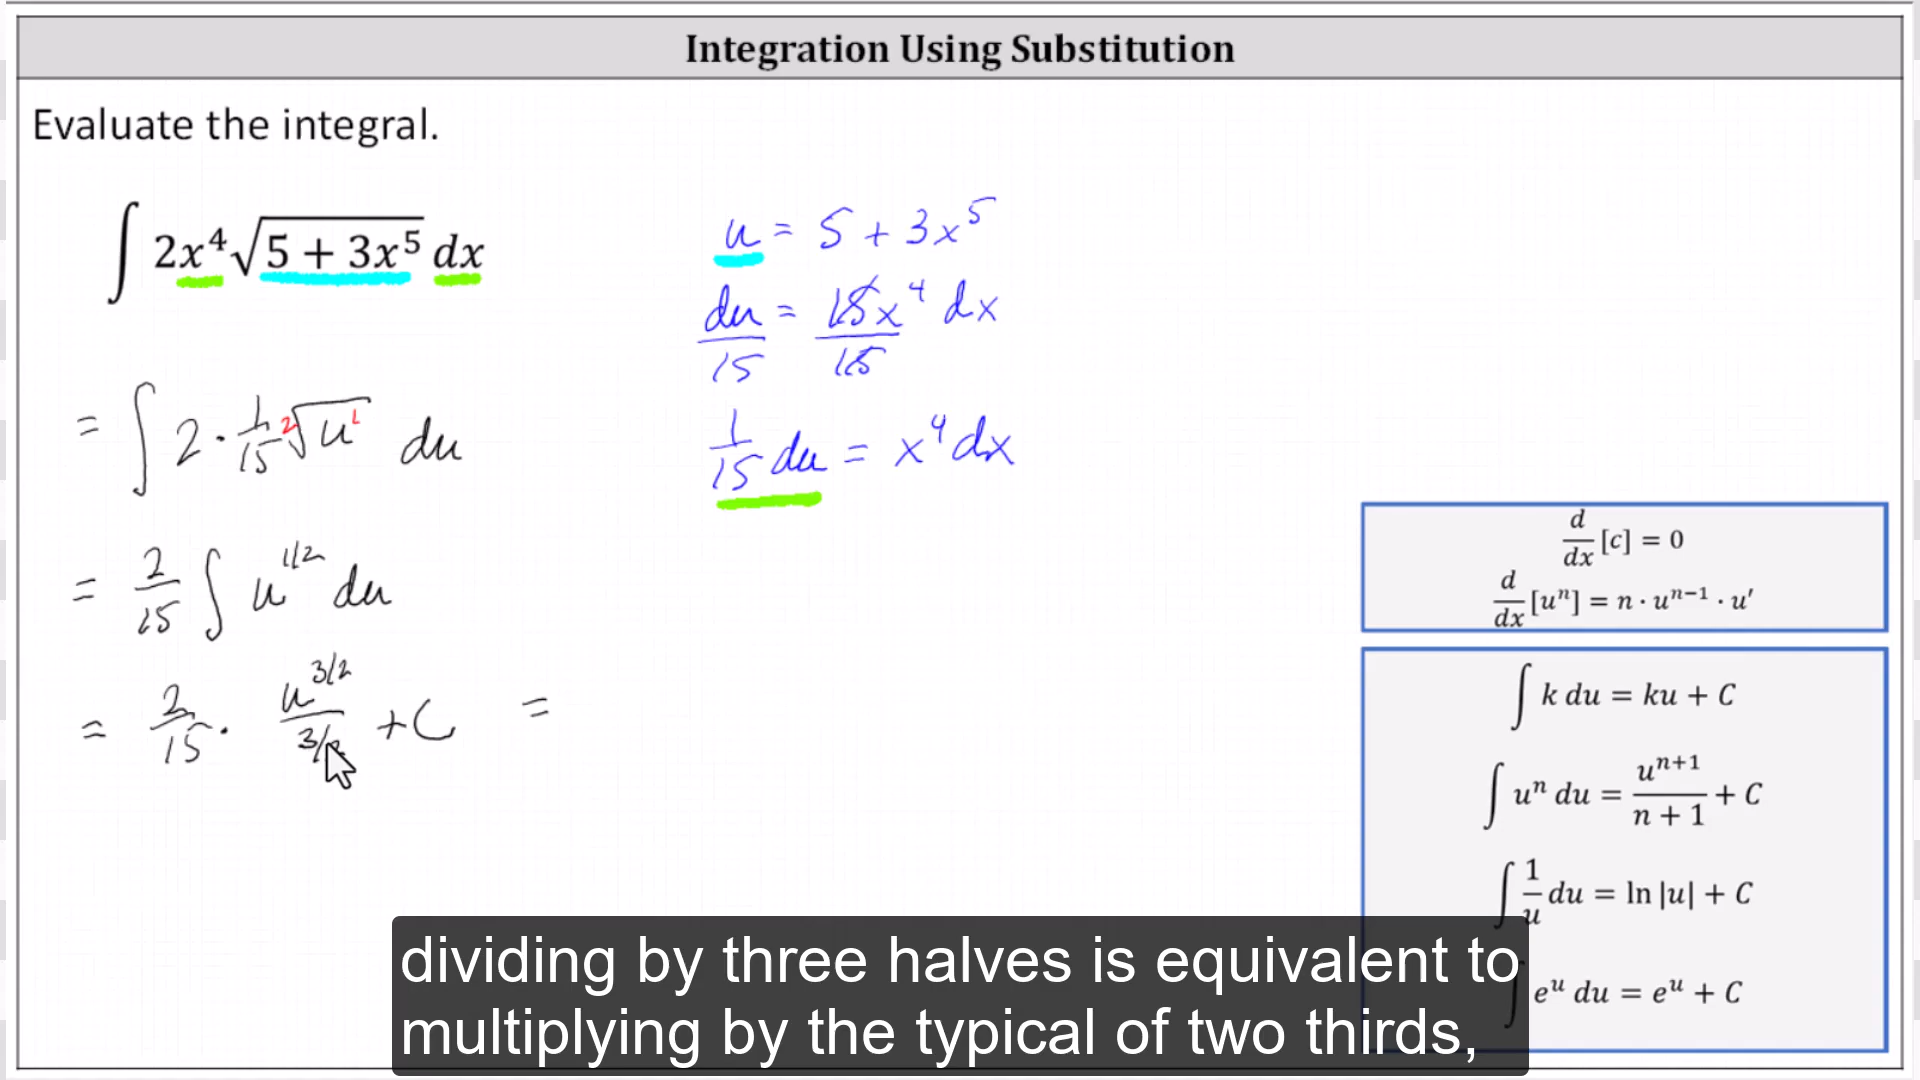 Integration Using Substitution
Evaluate the integral.
∫ 2x⁴√(5 + 3x⁵) dx
u = 5 + 3x⁵
du/15 = 15x⁴/15 dx
1/15 du = x⁴ dx
= ∫ 2 · 1/15 ²√(u¹) du
= 2/15 ∫ u^(1/2) du
= 2/15 · u^(3/2)/(3/2) + C =
d/dx [c] = 0
d/dx [uⁿ] = n · uⁿ⁻¹ · u′
∫ k du = ku + C
∫ uⁿ du = uⁿ⁺¹/(n + 1) + C
∫ 1/u du = ln |u| + C
∫ eᵘ du = eᵘ + C
dividing by three halves is equivalent to
multiplying by the typical of two thirds,